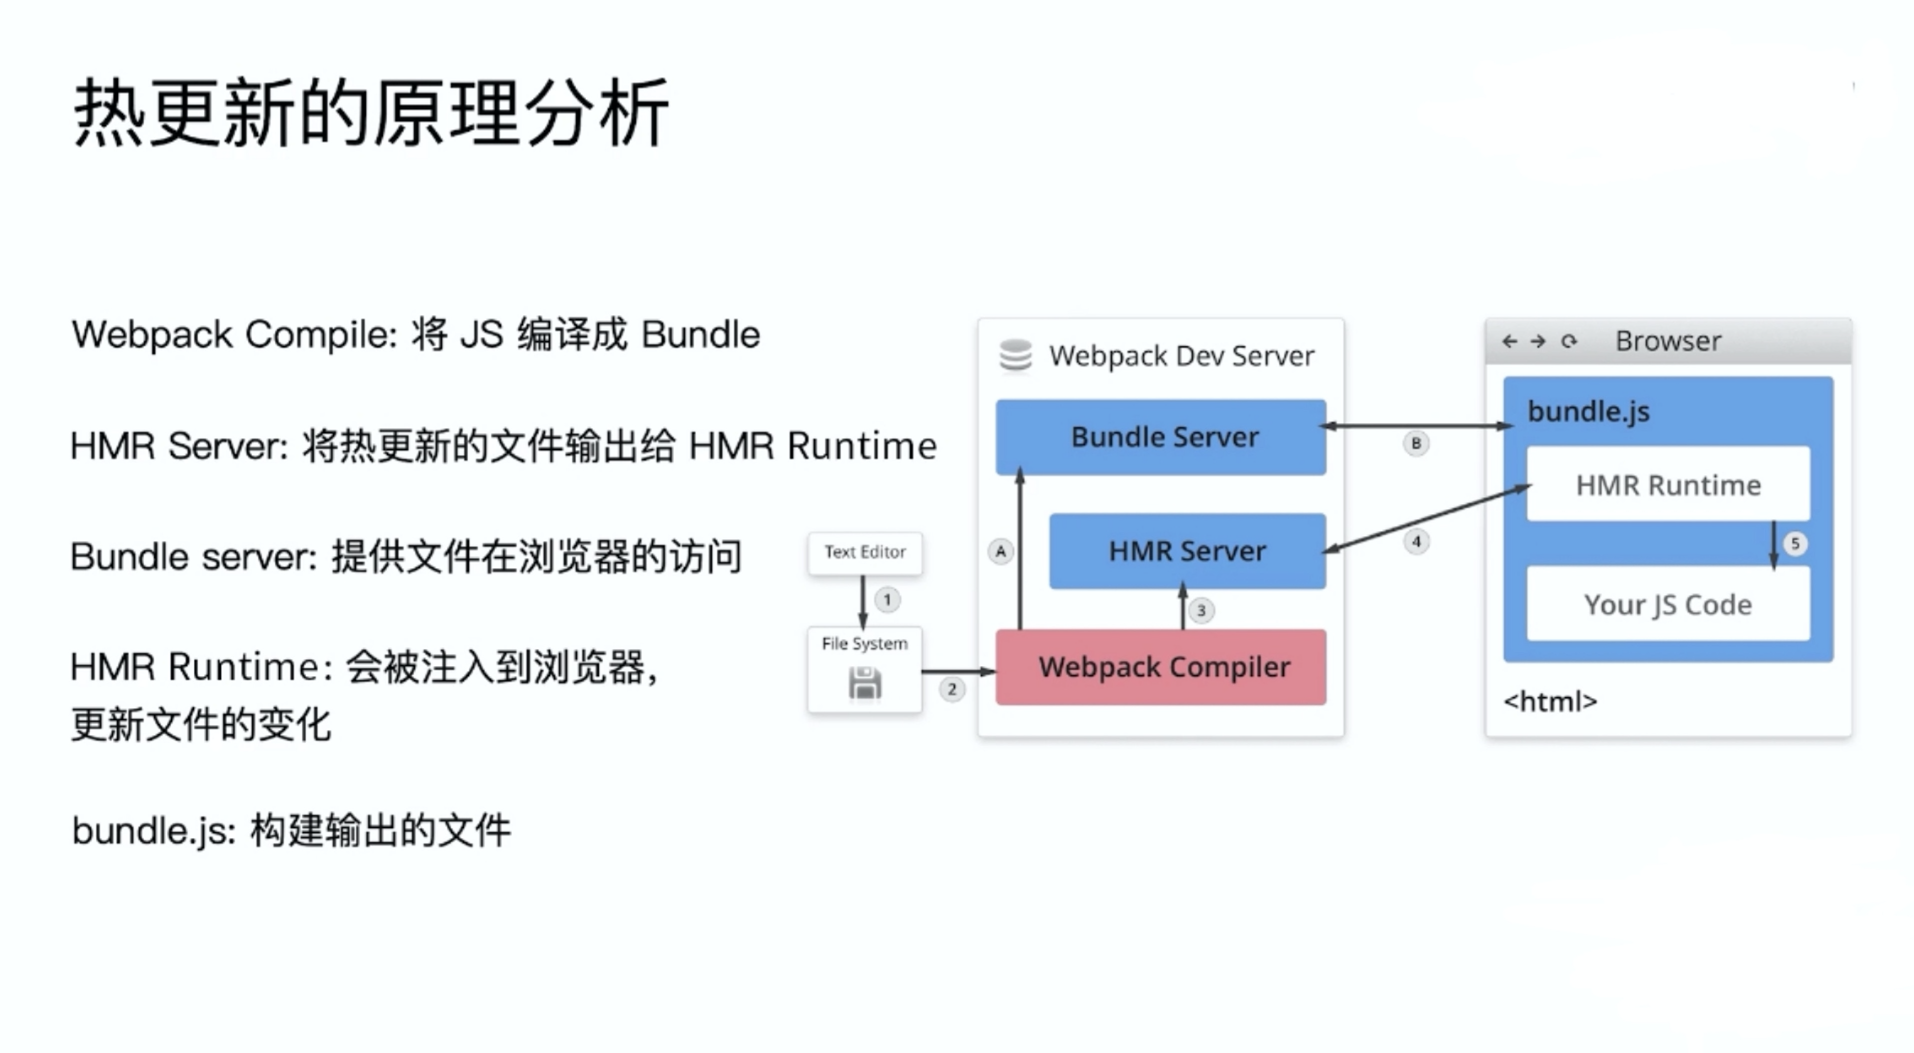 热更新的原理分析
Webpack Compile: 将 JS 编译成 Bundle
HMR Server: 将热更新的文件输出给 HMR Runtime
Bundle server: 提供文件在浏览器的访问
HMR Runtime: 会被注入到浏览器,
更新文件的变化
bundle.js: 构建输出的文件
Text Editor
1
File System
2
Webpack Dev Server
Bundle Server
A
HMR Server
3
Webpack Compiler
B
4
Browser
bundle.js
HMR Runtime
5
Your JS Code
<html>